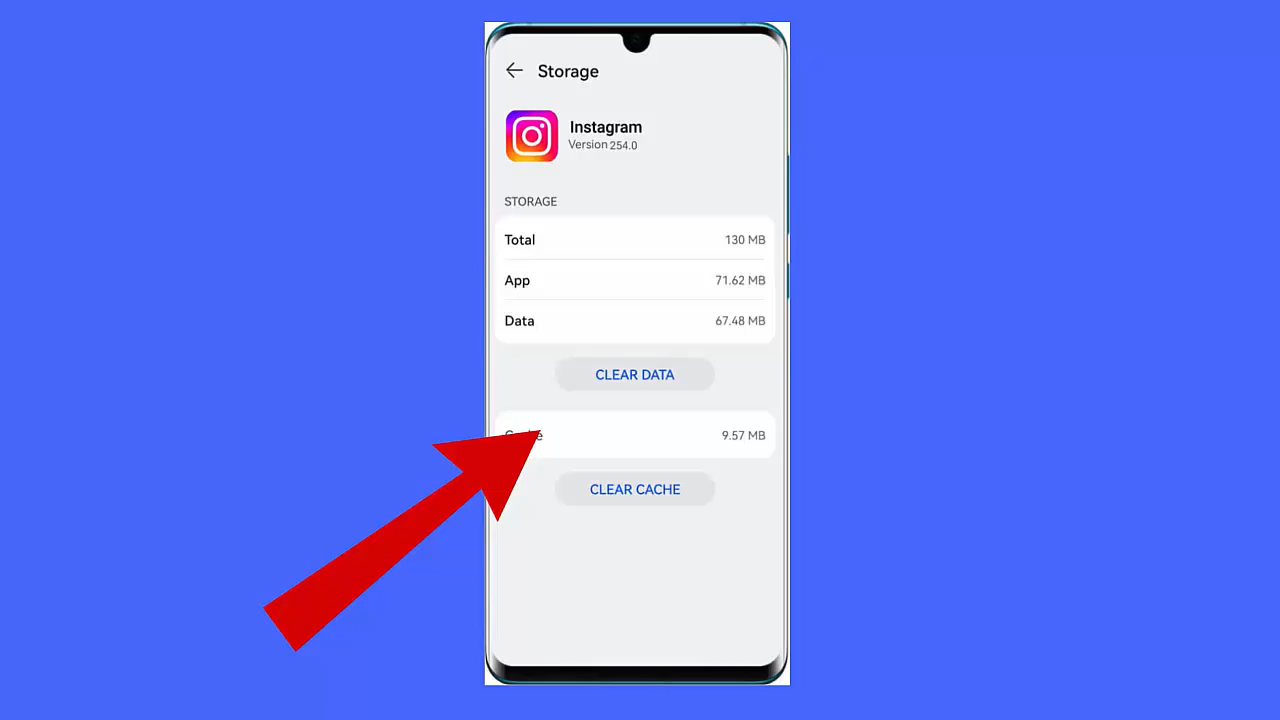 Storage
Instagram
Version 254.0
STORAGE
Total 130 MB
App 71.62 MB
Data 67.48 MB
CLEAR DATA
Cache 9.57 MB
CLEAR CACHE